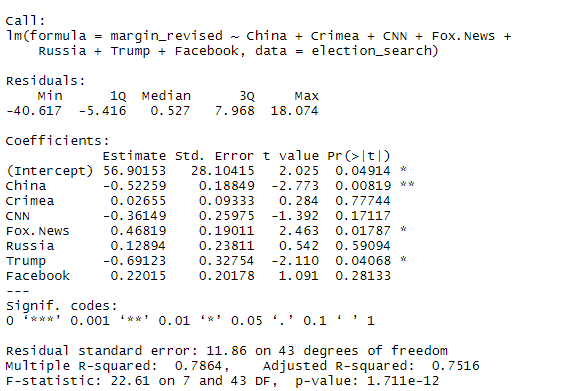 Call:
lm(formula = margin_revised ~ China + Crimea + CNN + Fox.News +
    Russia + Trump + Facebook, data = election_search)

Residuals:
    Min      1Q  Median      3Q     Max
-40.617  -5.416   0.527   7.968  18.074

Coefficients:
            Estimate Std. Error t value Pr(>|t|)
(Intercept) 56.90153   28.10415   2.025  0.04914 *
China       -0.52259    0.18849  -2.773  0.00819 **
Crimea       0.02655    0.09333   0.284  0.77744
CNN         -0.36149    0.25975  -1.392  0.17117
Fox.News     0.46819    0.19011   2.463  0.01787 *
Russia       0.12894    0.23811   0.542  0.59094
Trump       -0.69123    0.32754  -2.110  0.04068 *
Facebook     0.22015    0.20178   1.091  0.28133
---
Signif. codes:
0 ‘***’ 0.001 ‘**’ 0.01 ‘*’ 0.05 ‘.’ 0.1 ‘ ’ 1

Residual standard error: 11.86 on 43 degrees of freedom
Multiple R-squared:  0.7864,    Adjusted R-squared:  0.7516
F-statistic: 22.61 on 7 and 43 DF,  p-value: 1.711e-12